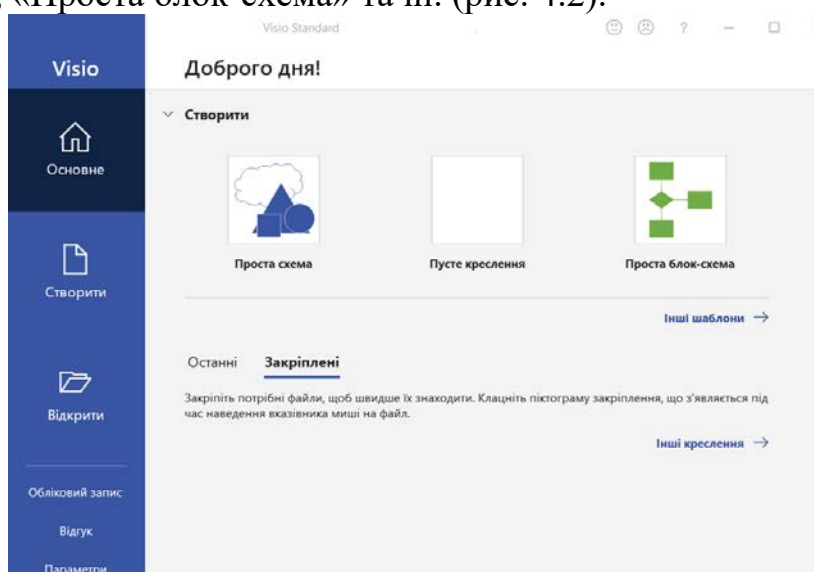 «Проста блок-схема» та ін. (рис. 4.2).
Visio Standard
Visio
Доброго дня!
Створити
Основне
Проста схема
Пусте креслення
Проста блок-схема
Створити
Інші шаблони
Останні
Закріплені
Закріпіть потрібні файли, щоб швидше їх знаходити. Клацніть піктограму закріплення, що з'являється під
час наведення вказівника миші на файл.
Відкрити
Інші креслення
Обліковий запис
Відгук
Параметри